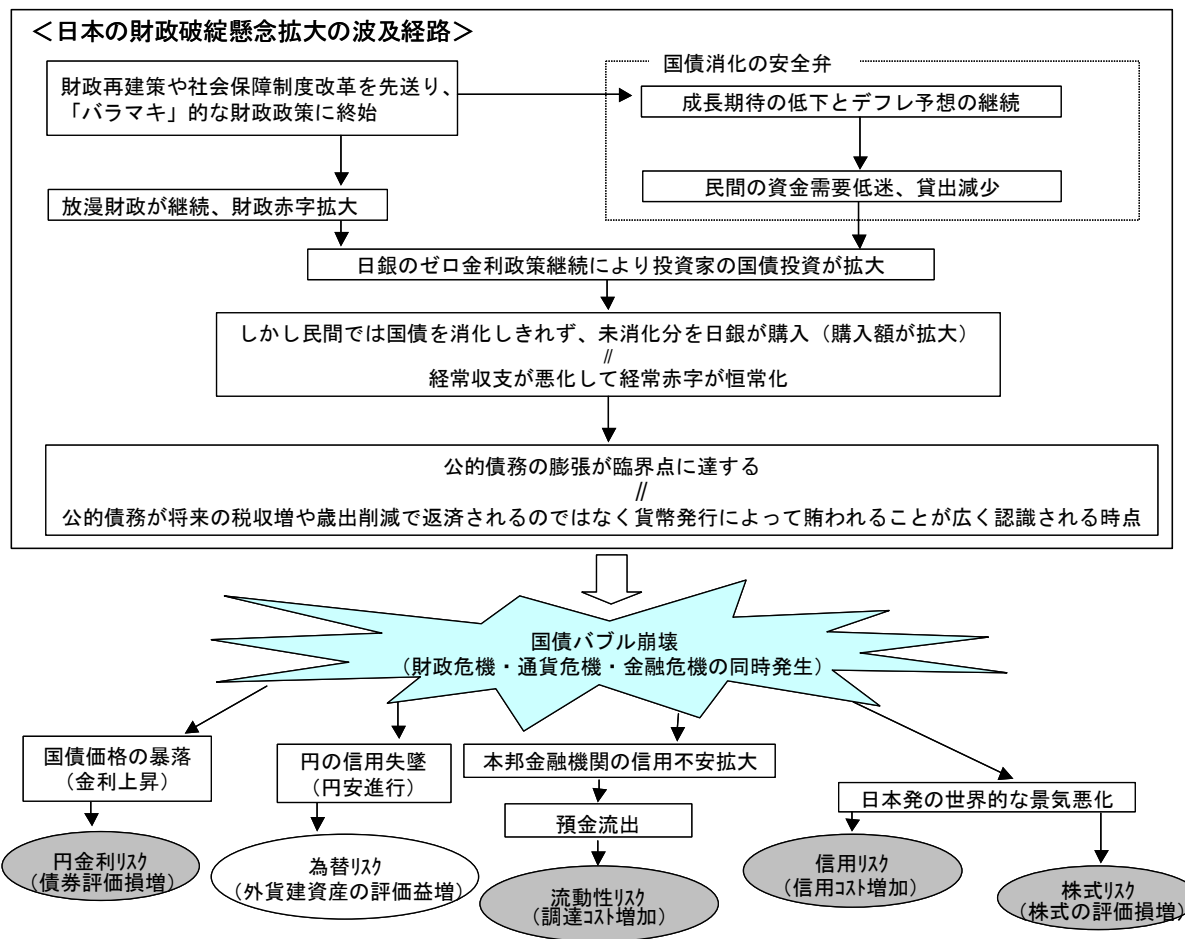 ＜日本の財政破綻懸念拡大の波及経路＞
財政再建策や社会保障制度改革を先送り、
「バラマキ」的な財政政策に終始
国債消化の安全弁
成長期待の低下とデフレ予想の継続
民間の資金需要低迷、貸出減少
放漫財政が継続、財政赤字拡大
日銀のゼロ金利政策継続により投資家の国債投資が拡大
しかし民間では国債を消化しきれず、未消化分を日銀が購入（購入額が拡大）
〃
経常収支が悪化して経常赤字が恒常化
公的債務の膨張が臨界点に達する
〃
公的債務が将来の税収増や歳出削減で返済されるのではなく貨幣発行によって賄われることが広く認識される時点
国債バブル崩壊
（財政危機・通貨危機・金融危機の同時発生）
国債価格の暴落
（金利上昇）
円金利ﾘｽｸ
（債券評価損増）
円の信用失墜
（円安進行）
為替ﾘｽｸ
（外貨建資産の評価益増）
本邦金融機関の信用不安拡大
預金流出
流動性ﾘｽｸ
（調達ｺｽﾄ増加）
日本発の世界的な景気悪化
信用ﾘｽｸ
（信用ｺｽﾄ増加）
株式ﾘｽｸ
（株式の評価損増）